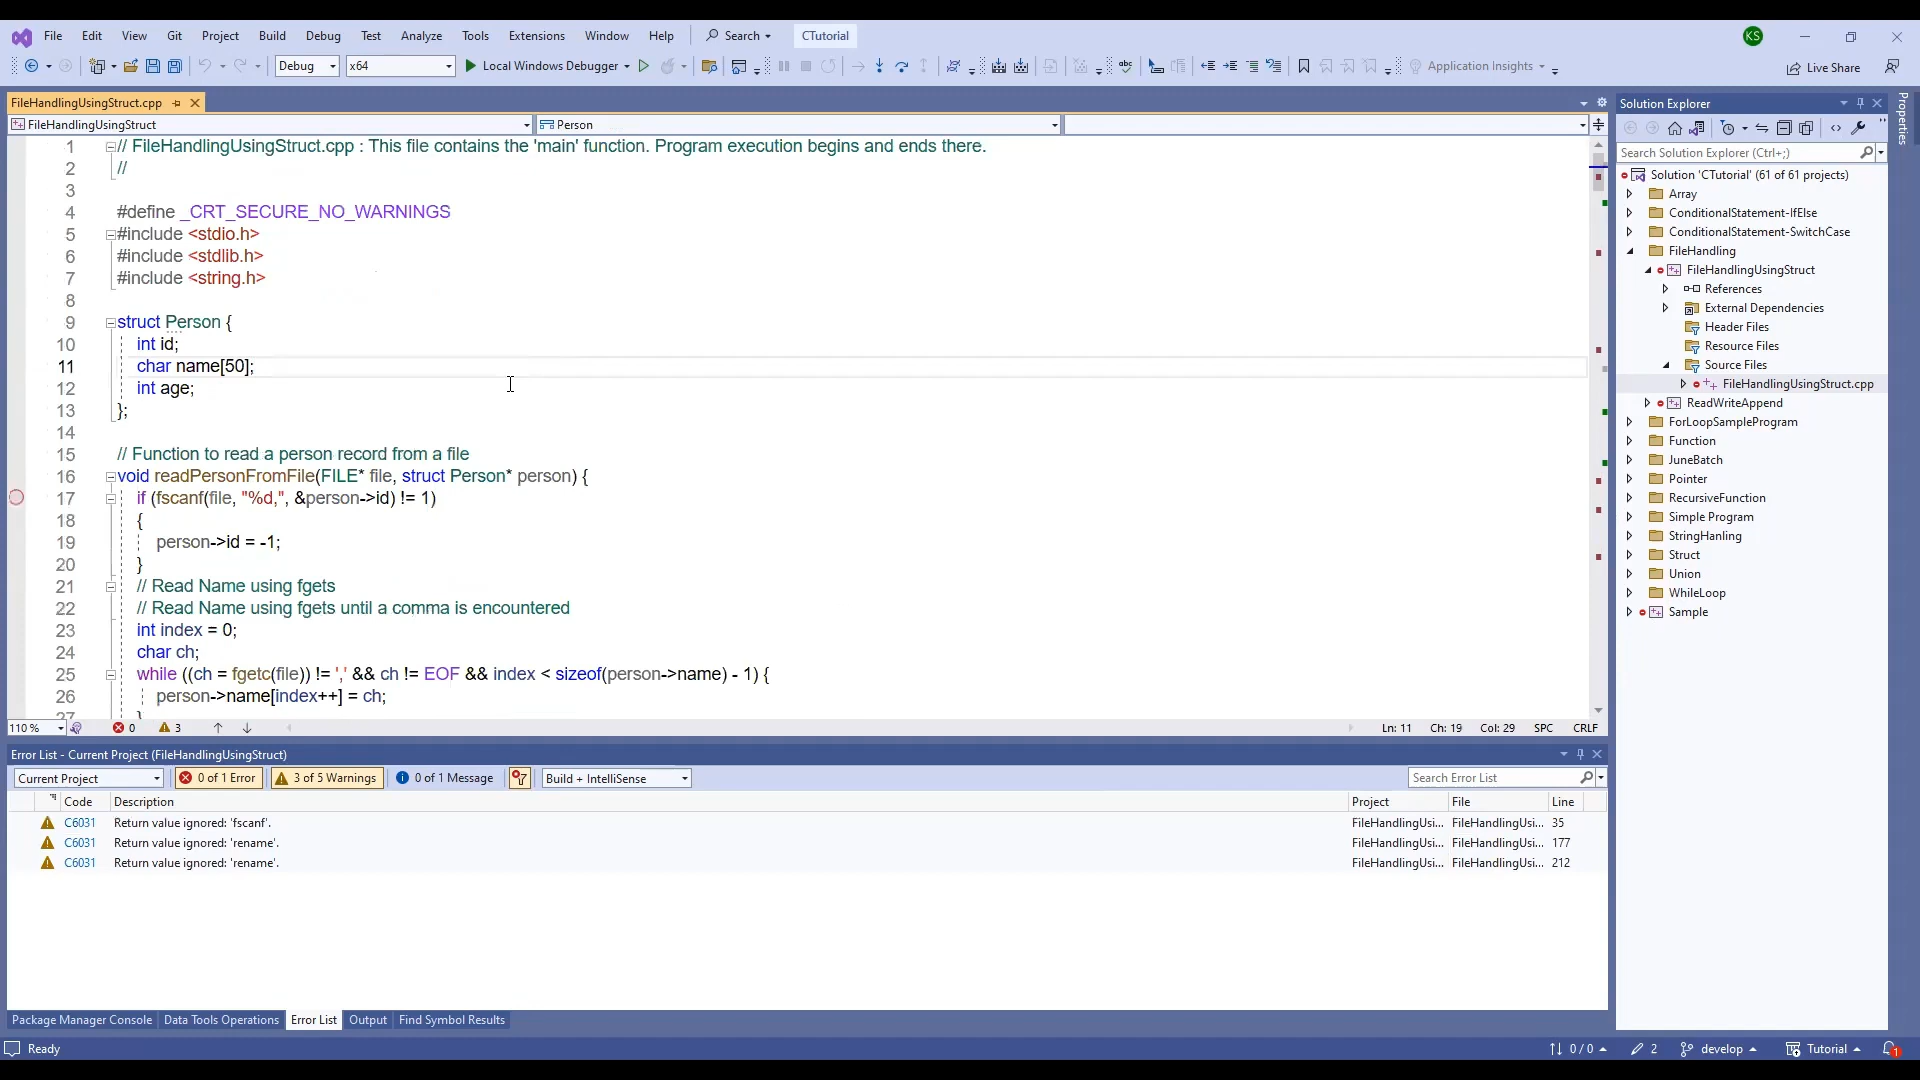 File Edit View Git Project Build Debug Test Analyze Tools Extensions Window Help Search CTutorial KS
Debug x64 Local Windows Debugger Application Insights Live Share
FileHandlingUsingStruct.cpp
FileHandlingUsingStruct Person
1 // FileHandlingUsingStruct.cpp : This file contains the 'main' function. Program execution begins and ends there.
2 //
3
4 #define _CRT_SECURE_NO_WARNINGS
5 #include <stdio.h>
6 #include <stdlib.h>
7 #include <string.h>
8
9 struct Person {
10 int id;
11 char name[50];
12 int age;
13 };
14
15 // Function to read a person record from a file
16 void readPersonFromFile(FILE* file, struct Person* person) {
17 if (fscanf(file, "%d,", &person->id) != 1)
18 {
19 person->id = -1;
20 }
21 // Read Name using fgets
22 // Read Name using fgets until a comma is encountered
23 int index = 0;
24 char ch;
25 while ((ch = fgetc(file)) != ',' && ch != EOF && index < sizeof(person->name) - 1) {
26 person->name[index++] = ch;
27 }
110 % 0 3 Ln: 11 Ch: 19 Col: 29 SPC CRLF
Error List - Current Project (FileHandlingUsingStruct)
Current Project 0 of 1 Error 3 of 5 Warnings 0 of 1 Message Build + IntelliSense Search Error List
Code Description Project File Line
C6031 Return value ignored: 'fscanf'. FileHandlingUsi... FileHandlingUsi... 35
C6031 Return value ignored: 'rename'. FileHandlingUsi... FileHandlingUsi... 177
C6031 Return value ignored: 'rename'. FileHandlingUsi... FileHandlingUsi... 212
Package Manager Console Data Tools Operations Error List Output Find Symbol Results
Ready 0 / 0 2 develop Tutorial 1
Solution Explorer
Search Solution Explorer (Ctrl+;)
Solution 'CTutorial' (61 of 61 projects)
Array
ConditionalStatement-IfElse
ConditionalStatement-SwitchCase
FileHandling
FileHandlingUsingStruct
References
External Dependencies
Header Files
Resource Files
Source Files
FileHandlingUsingStruct.cpp
ReadWriteAppend
ForLoopSampleProgram
Function
JuneBatch
Pointer
RecursiveFunction
Simple Program
StringHanling
Struct
Union
WhileLoop
Sample
Properties